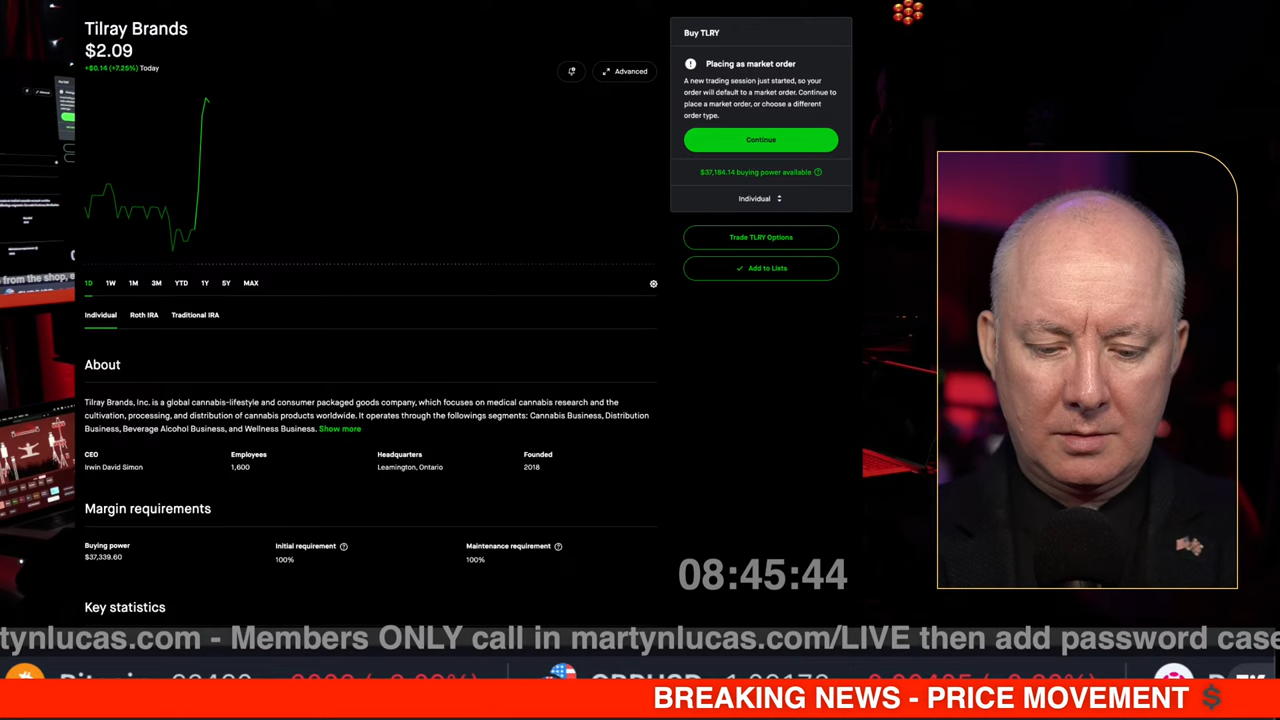 Tilray Brands
$2.09
+$0.14 (+7.25%) Today
Advanced
1D 1W 1M 3M YTD 1Y 5Y MAX
Individual Roth IRA Traditional IRA
About
Tilray Brands, Inc. is a global cannabis-lifestyle and consumer packaged goods company, which focuses on medical cannabis research and the
cultivation, processing, and distribution of cannabis products worldwide. It operates through the followings segments: Cannabis Business, Distribution
Business, Beverage Alcohol Business, and Wellness Business. Show more
CEO Employees Headquarters Founded
Irwin David Simon 1,600 Leamington, Ontario 2018
Margin requirements
Buying power Initial requirement Maintenance requirement
$37,339.60 100% 100%
Key statistics
Buy TLRY
Placing as market order
A new trading session just started, so your
order will default to a market order. Continue to
place a market order, or choose a different
order type.
Continue
$37,184.14 buying power available
Individual
Trade TLRY Options
Add to Lists
from the shop, e
08:45:44
tynlucas.com - Members ONLY call in martynlucas.com/LIVE then add password case
BREAKING NEWS - PRICE MOVEMENT $